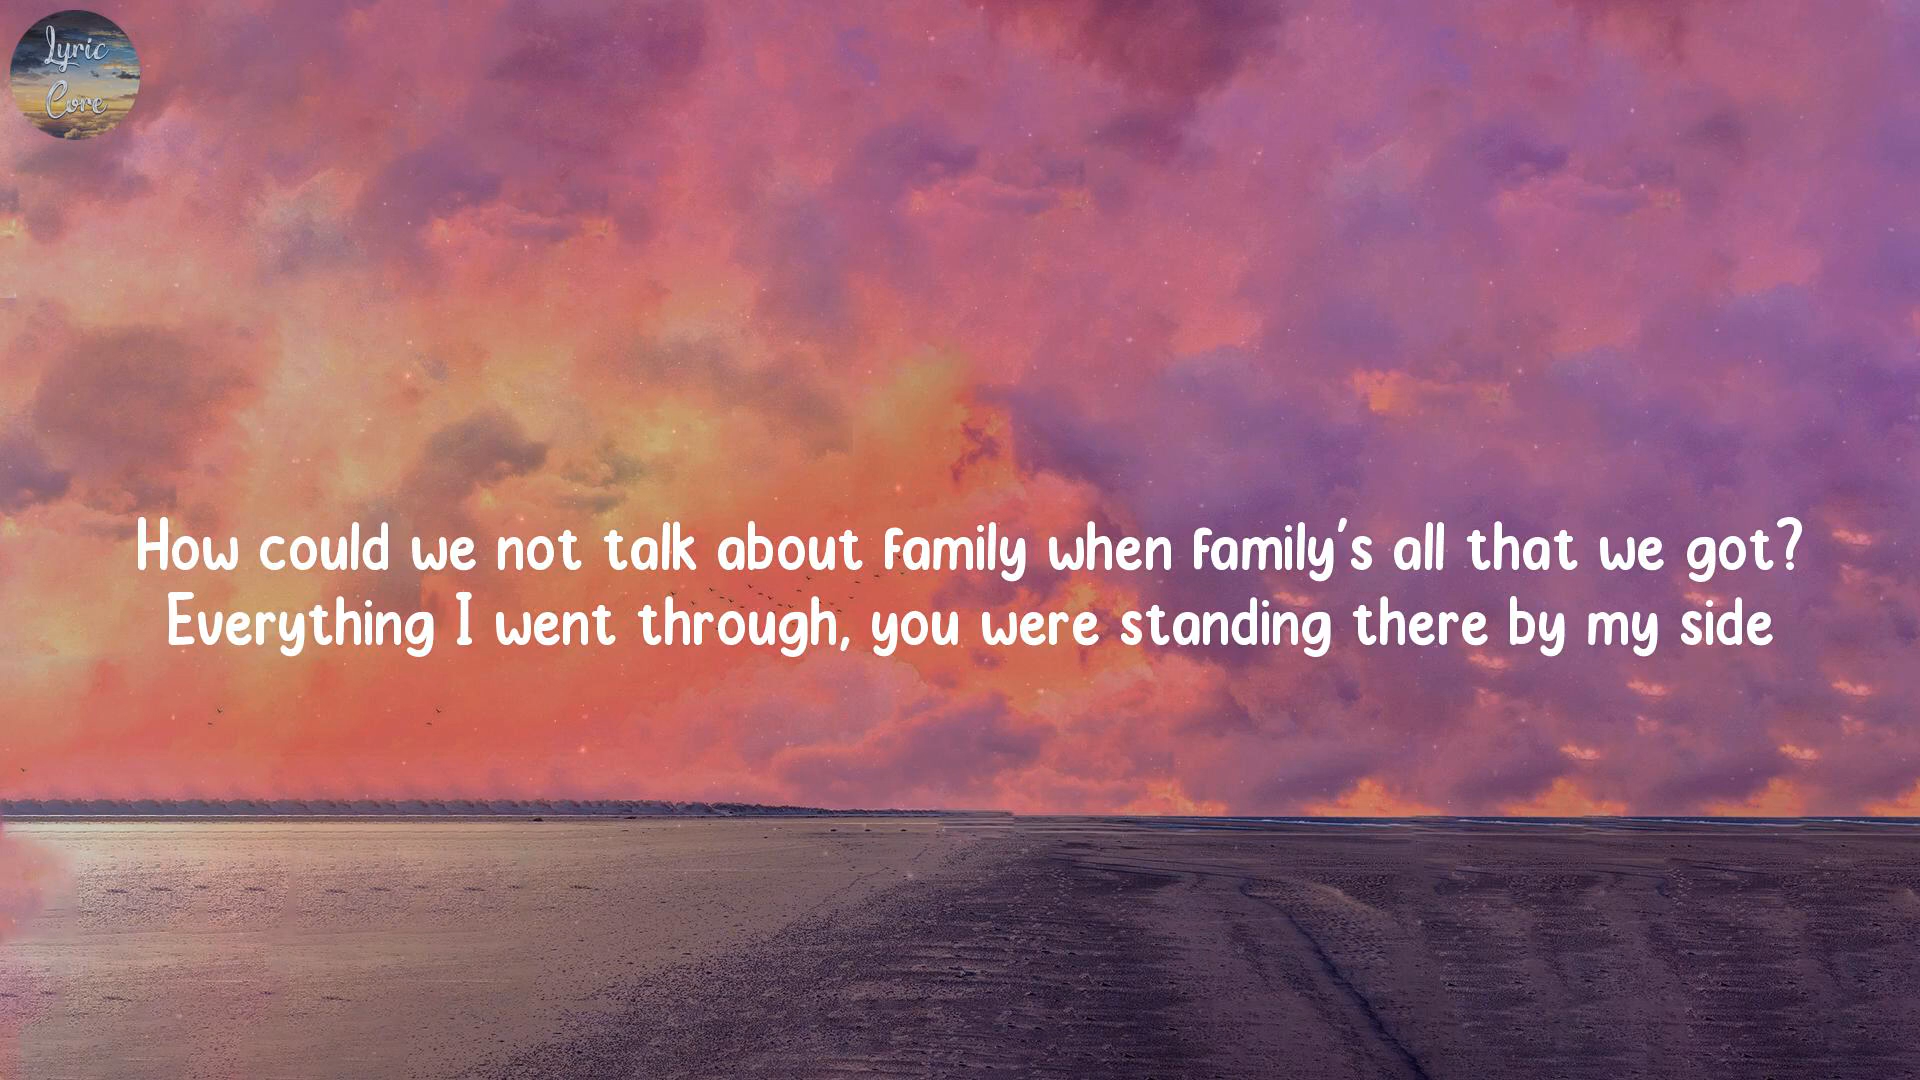 Lyric
Core
How could we not talk about family when family's all that we got?
Everything I went through, you were standing there by my side